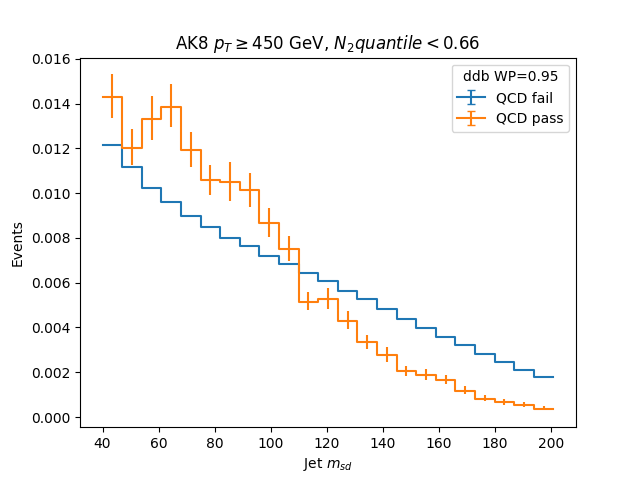 AK8 $p_T \geq 450$ GeV, $N_2quantile < 0.66$
0.016
0.014
0.012
0.010
0.008
0.006
0.004
0.002
0.000
Events
ddb WP=0.95
QCD fail
QCD pass
40 60 80 100 120 140 160 180 200
Jet $m_{sd}$